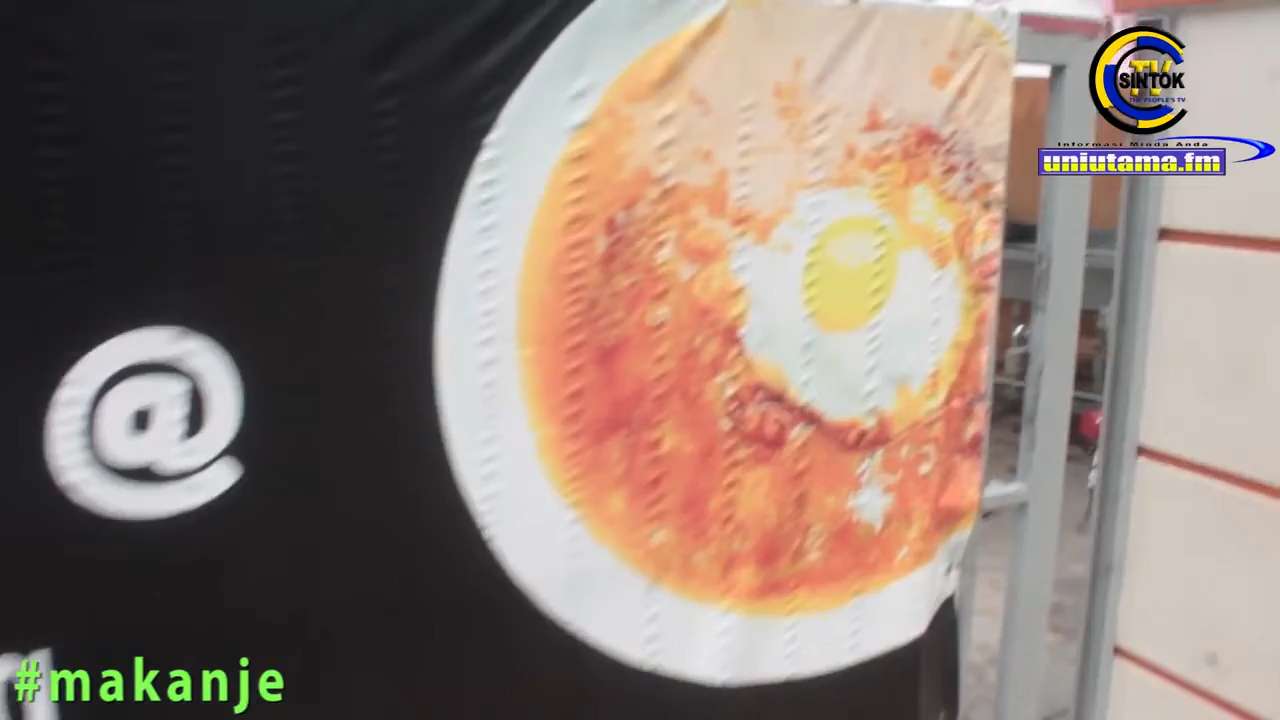 TV
SINTOK
THE PEOPLE'S TV
Informasi Minda Anda
uniutama.fm
@
#makanje